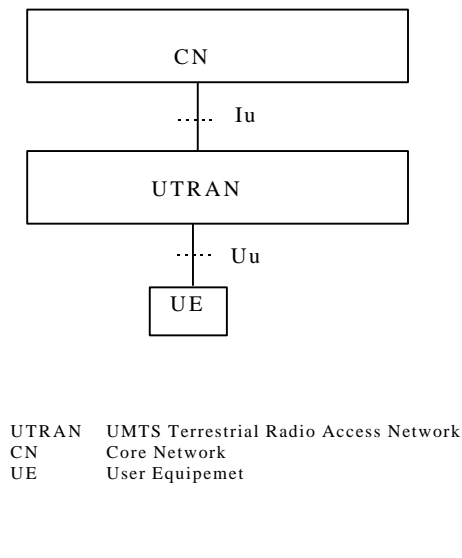 CN
Iu
UTRAN
Uu
UE
UTRAN UMTS Terrestrial Radio Access Network
CN Core Network
UE User Equipemet